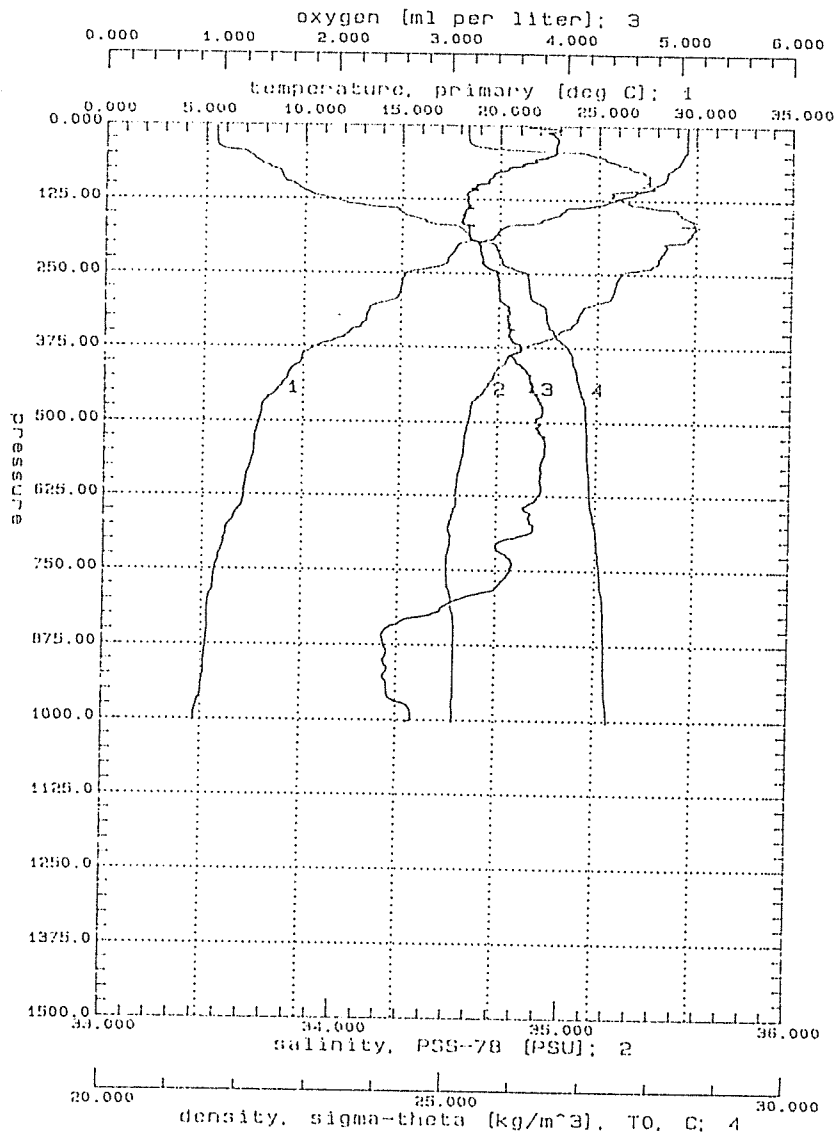 oxygen [ml per liter]; 3
0.000 1.000 2.000 3.000 4.000 5.000 6.000
temperature, primary [deg C]; 1
0.000 5.000 10.000 15.000 20.000 25.000 30.000 35.000
0.000
125.00
250.00
375.00
1 2 3 4
500.00
pressure
625.00
750.00
875.00
1000.0
1125.0
1250.0
1375.0
1500.0
33.000 34.000 35.000 36.000
salinity, PSS-78 [PSU]; 2
20.000 25.000 30.000
density, sigma-theta [kg/m^3], T0, C; 4